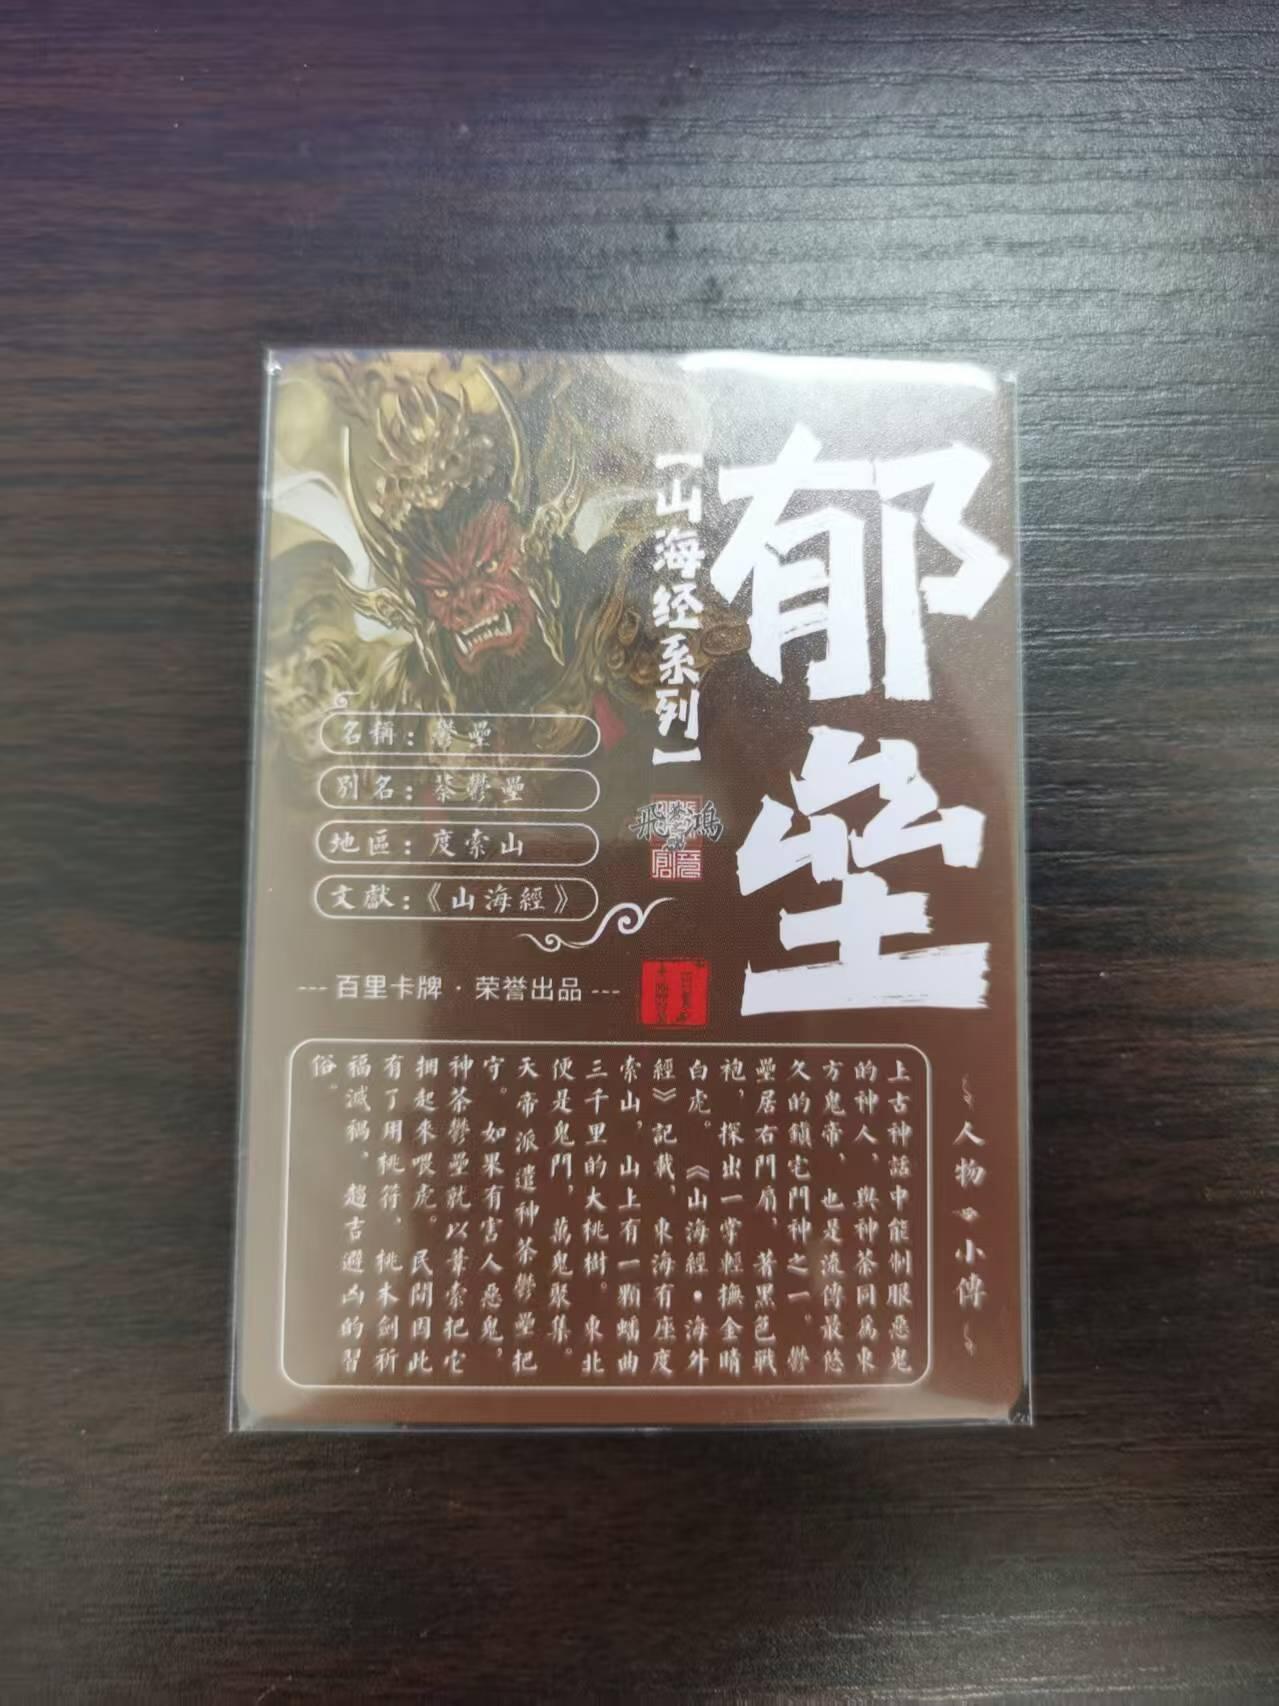 郁垒
【山海经系列】
飛鴻
名稱：鬱壘
別名：荼鬱壘
地區：度索山
文獻：《山海經》
--- 百里卡牌 · 荣誉出品 ---
人物小傳
上古神話中能制服惡鬼
的神人，與神荼同為東
方鬼帝，也是流傳最悠
久的鎮宅門神之一。鬱
壘居右門扇，著黑色戰
袍，探出一掌輕撫金睛
白虎。《山海經·海外
經》記載，東海有座度
索山，山上有一顆蟠曲
三千里的大桃樹。東北
便是鬼門，萬鬼聚集。
天帝派遣神荼鬱壘把
守。如果有害人惡鬼，
神荼鬱壘就以葦索把它
捆起來喂虎。民間因此
有了用桃符、桃木劍祈
福滅禍、趨吉避凶的習
俗。